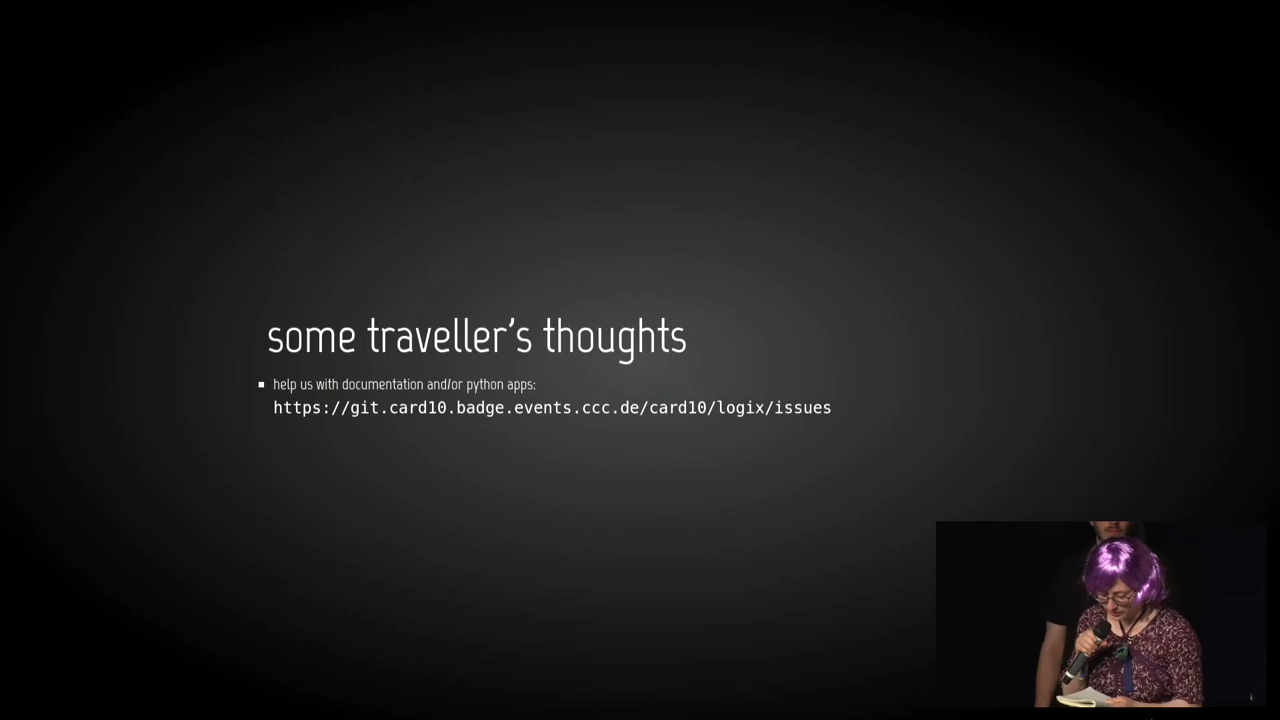 some traveller's thoughts
help us with documentation and/or python apps:
https://git.card10.badge.events.ccc.de/card10/logix/issues